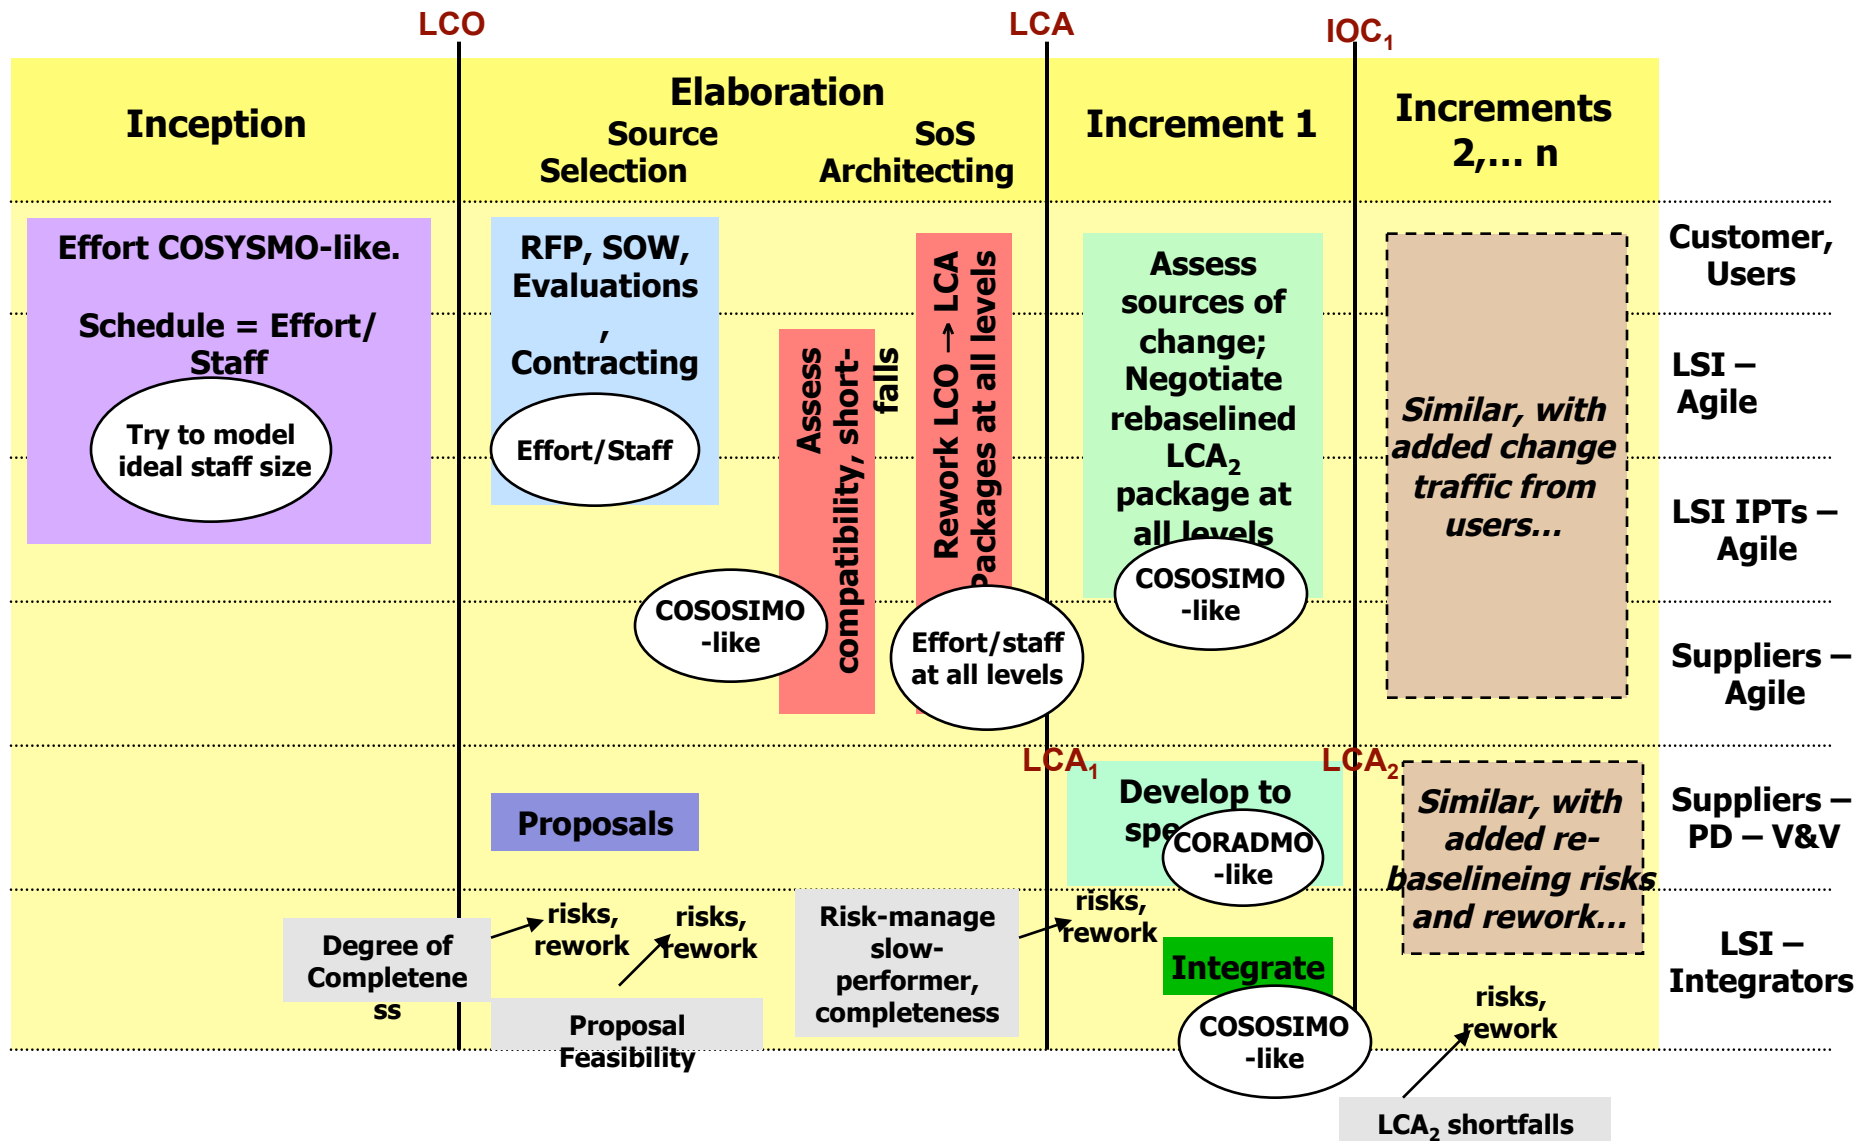 LCO
LCA
IOC1
Inception
Elaboration
Source
Selection
SoS
Architecting
Increment 1
Increments
2,... n
Effort COSYSMO-like.
Schedule = Effort/
Staff
Try to model
ideal staff size
RFP, SOW,
Evaluations
,
Contracting
Effort/Staff
Assess
compatibility, short-
falls
COSOSIMO
-like
Rework LCO → LCA
Packages at all levels
Effort/staff
at all levels
Assess
sources of
change;
Negotiate
rebaselined
LCA2
package at
all levels
COSOSIMO
-like
Similar, with
added change
traffic from
users...
Customer,
Users
LSI –
Agile
LSI IPTs –
Agile
Suppliers –
Agile
Suppliers –
PD – V&V
LSI –
Integrators
LCA1
LCA2
Proposals
Develop to
CORADMO
-like
Similar, with
added re-
baselineing risks
and rework...
Degree of
Completene
ss
risks,
rework
Proposal
Feasibility
risks,
rework
Risk-manage
slow-
performer,
completeness
risks,
rework
Integrate
COSOSIMO
-like
risks,
rework
LCA2 shortfalls